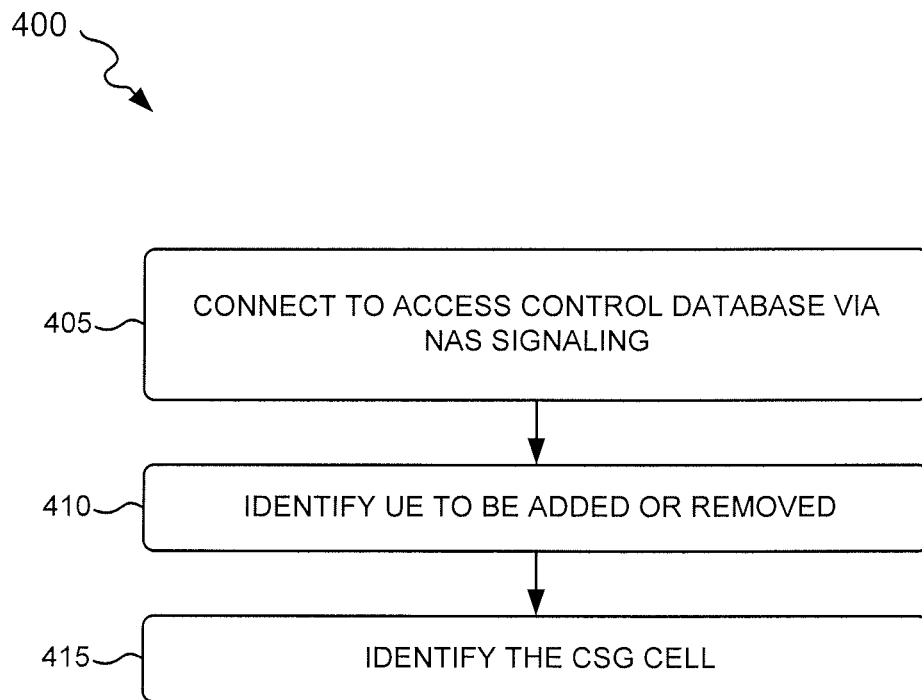 400
405
CONNECT TO ACCESS CONTROL DATABASE VIA
NAS SIGNALING
410
IDENTIFY UE TO BE ADDED OR REMOVED
415
IDENTIFY THE CSG CELL